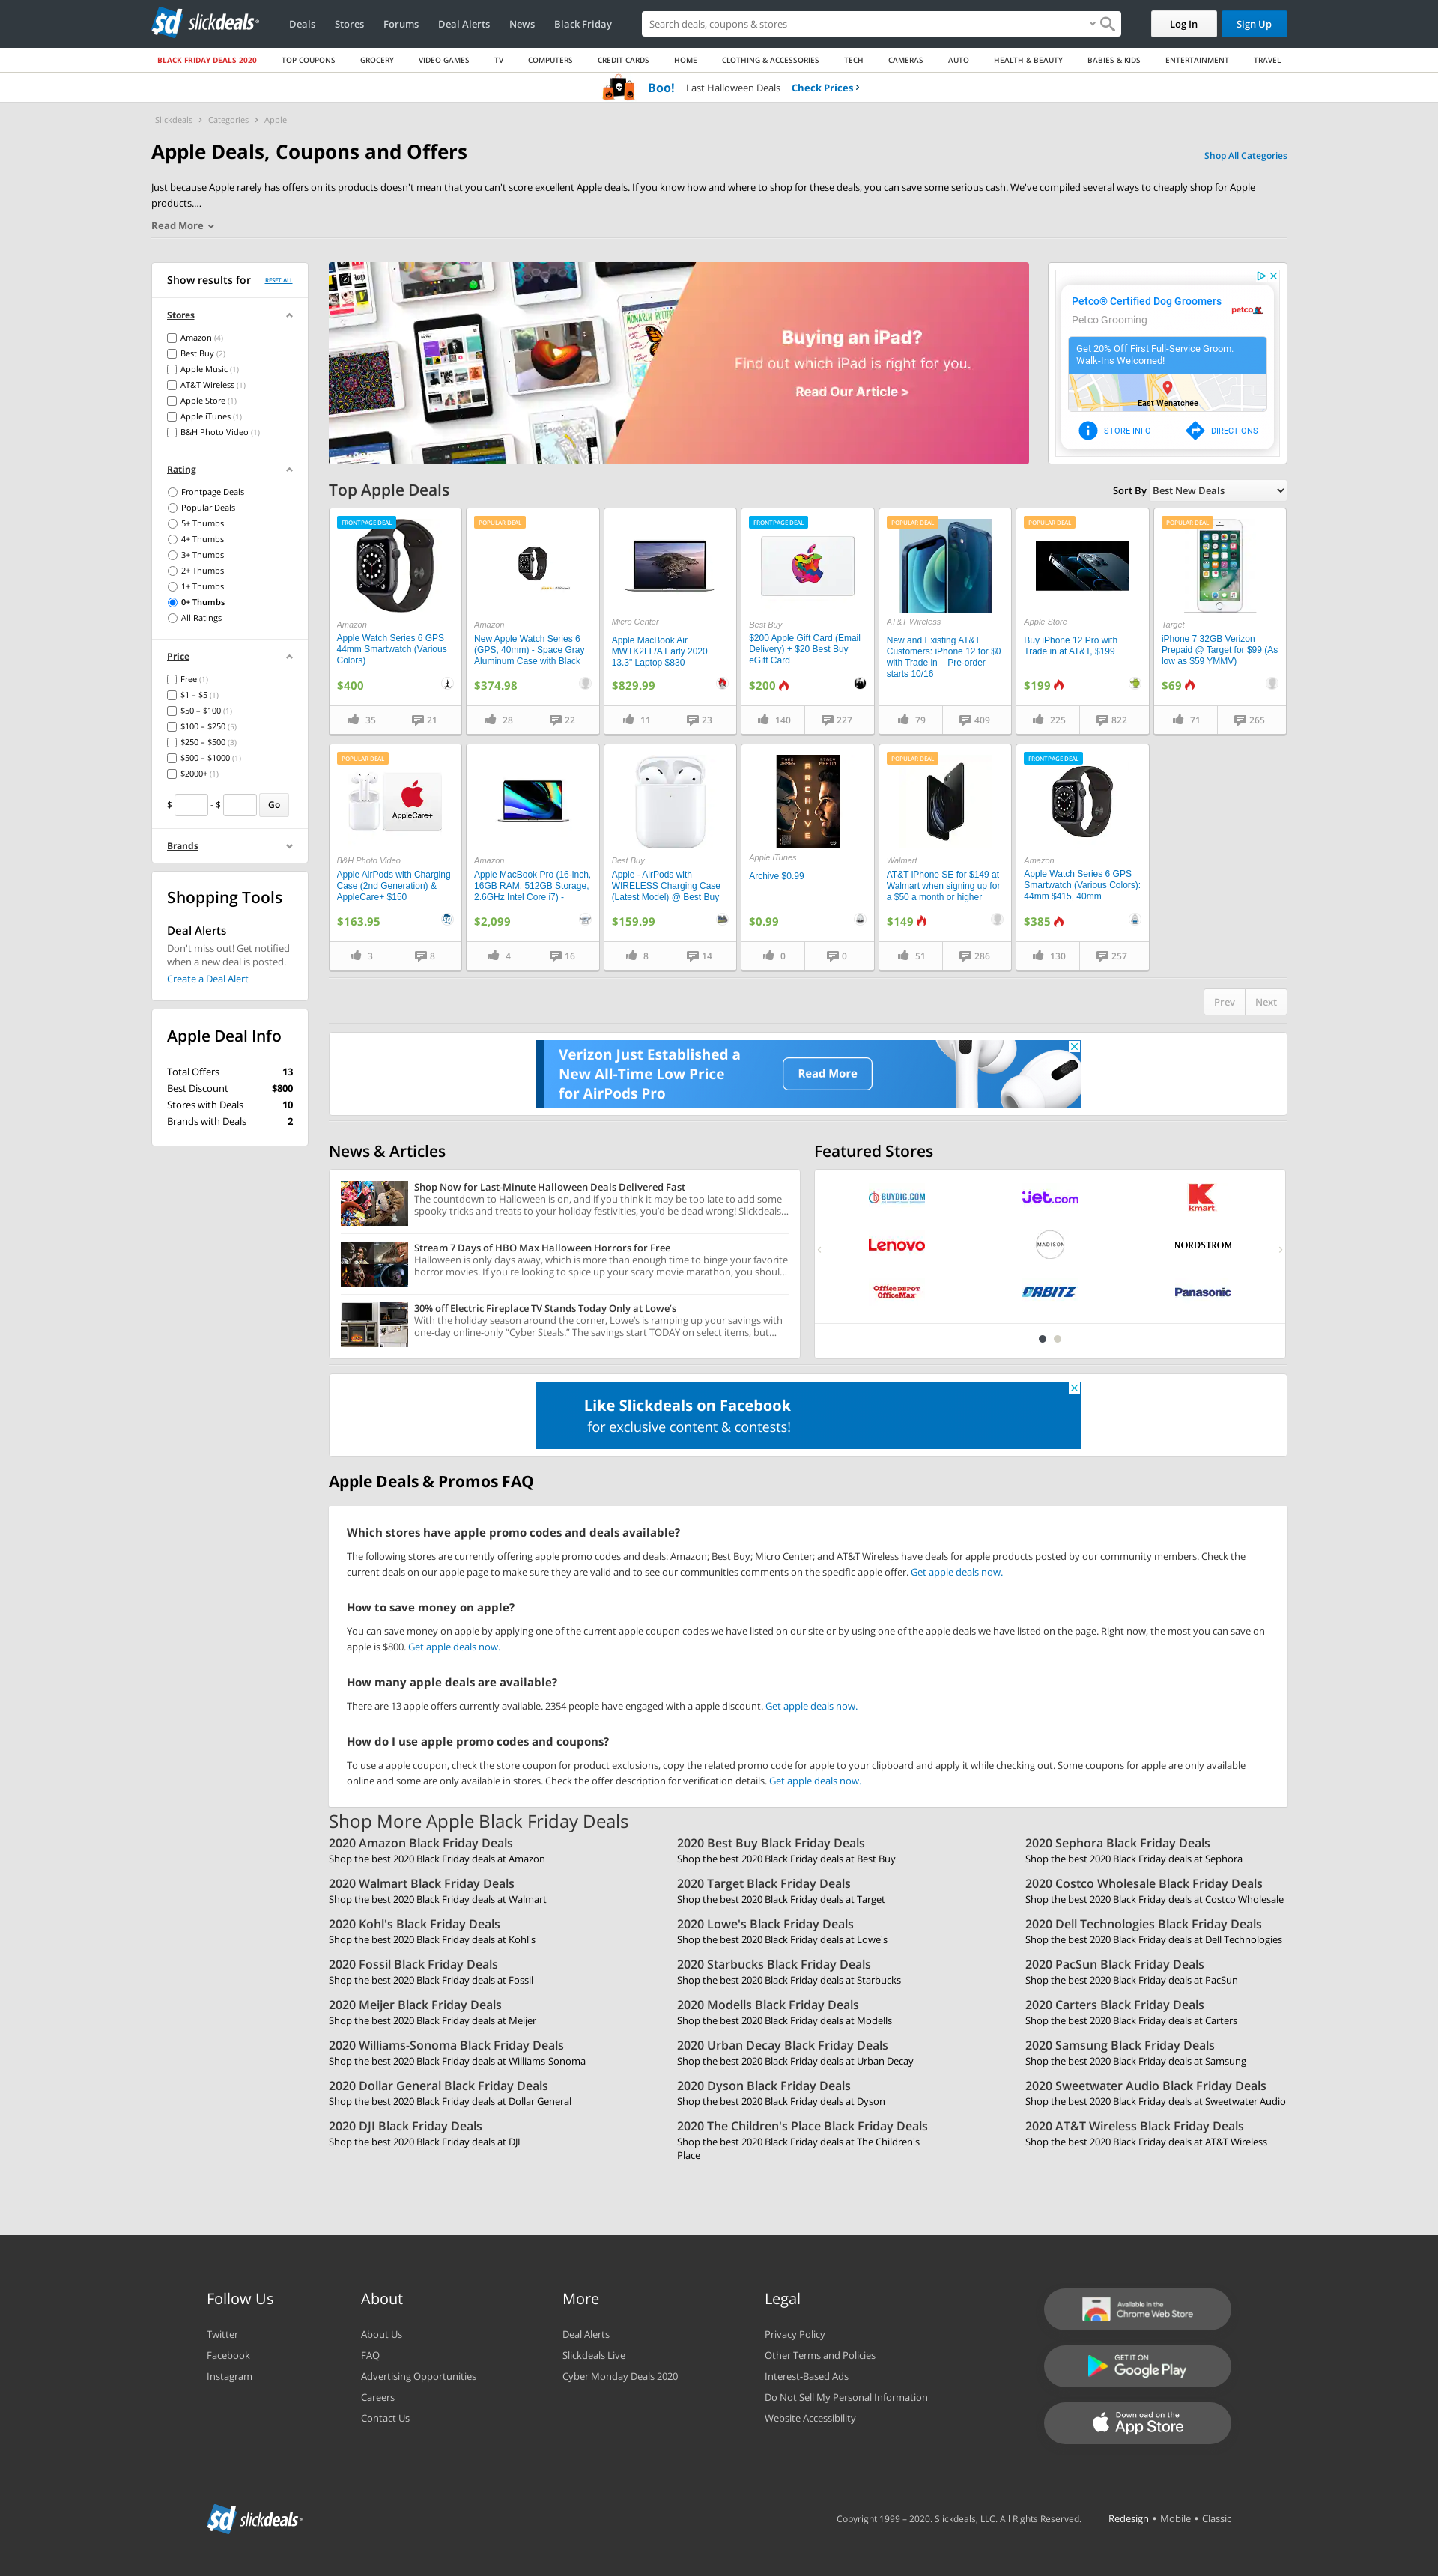 slickdeals
Deals
Stores
Forums
Deal Alerts
News
Black Friday
Search deals, coupons & stores
Log In
Sign Up
BLACK FRIDAY DEALS 2020
TOP COUPONS
GROCERY
VIDEO GAMES
TV
COMPUTERS
CREDIT CARDS
HOME
CLOTHING & ACCESSORIES
TECH
CAMERAS
AUTO
HEALTH & BEAUTY
BABIES & KIDS
ENTERTAINMENT
TRAVEL
Boo! Last Halloween Deals Check Prices ›
Slickdeals › Categories › Apple
Apple Deals, Coupons and Offers
Shop All Categories
Just because Apple rarely has offers on its products doesn't mean that you can't score excellent Apple deals. If you know how and where to shop for these deals, you can save some serious cash. We've compiled several ways to cheaply shop for Apple
products....
Read More
Show results for RESET ALL
Stores
Amazon (4)
Best Buy (2)
Apple Music (1)
AT&T Wireless (1)
Apple Store (1)
Apple iTunes (1)
B&H Photo Video (1)
Rating
Frontpage Deals
Popular Deals
5+ Thumbs
4+ Thumbs
3+ Thumbs
2+ Thumbs
1+ Thumbs
0+ Thumbs
All Ratings
Price
Free (1)
$1 – $5 (1)
$50 – $100 (1)
$100 – $250 (5)
$250 – $500 (3)
$500 – $1000 (1)
$2000+ (1)
$ - $ Go
Brands
Shopping Tools
Deal Alerts
Don't miss out! Get notified
when a new deal is posted.
Create a Deal Alert
Apple Deal Info
Total Offers 13
Best Discount $800
Stores with Deals 10
Brands with Deals 2
Buying an iPad?
Find out which iPad is right for you.
Read Our Article >
Petco® Certified Dog Groomers
Petco Grooming
petco
Get 20% Off First Full-Service Groom.
Walk-Ins Welcomed!
East Wenatchee
STORE INFO
DIRECTIONS
Top Apple Deals
Sort By Best New Deals
FRONTPAGE DEAL
Amazon
Apple Watch Series 6 GPS
44mm Smartwatch (Various
Colors)
$400
35 21
POPULAR DEAL
Amazon
New Apple Watch Series 6
(GPS, 40mm) - Space Gray
Aluminum Case with Black
$374.98
28 22
Micro Center
Apple MacBook Air
MWTK2LL/A Early 2020
13.3" Laptop $830
$829.99
11 23
FRONTPAGE DEAL
Best Buy
$200 Apple Gift Card (Email
Delivery) + $20 Best Buy
eGift Card
$200
140 227
POPULAR DEAL
AT&T Wireless
New and Existing AT&T
Customers: iPhone 12 for $0
with Trade in – Pre-order
starts 10/16
79 409
POPULAR DEAL
Apple Store
Buy iPhone 12 Pro with
Trade in at AT&T, $199
$199
225 822
POPULAR DEAL
Target
iPhone 7 32GB Verizon
Prepaid @ Target for $99 (As
low as $59 YMMV)
$69
71 265
POPULAR DEAL
AppleCare+
B&H Photo Video
Apple AirPods with Charging
Case (2nd Generation) &
AppleCare+ $150
$163.95
3 8
Amazon
Apple MacBook Pro (16-inch,
16GB RAM, 512GB Storage,
2.6GHz Intel Core i7) -
$2,099
4 16
Best Buy
Apple - AirPods with
WIRELESS Charging Case
(Latest Model) @ Best Buy
$159.99
8 14
ARCHIVE
Apple iTunes
Archive $0.99
$0.99
0 0
POPULAR DEAL
Walmart
AT&T iPhone SE for $149 at
Walmart when signing up for
a $50 a month or higher
$149
51 286
FRONTPAGE DEAL
Amazon
Apple Watch Series 6 GPS
Smartwatch (Various Colors):
44mm $415, 40mm
$385
130 257
Prev Next
Verizon Just Established a
New All-Time Low Price
for AirPods Pro
Read More
News & Articles
Shop Now for Last-Minute Halloween Deals Delivered Fast
The countdown to Halloween is on, and if you think it may be too late to add some
spooky tricks and treats to your holiday festivities, you'd be dead wrong! Slickdeals...
Stream 7 Days of HBO Max Halloween Horrors for Free
Halloween is only days away, which is more than enough time to binge your favorite
horror movies. If you're looking to spice up your scary movie marathon, you shoul...
30% off Electric Fireplace TV Stands Today Only at Lowe's
With the holiday season around the corner, Lowe's is ramping up your savings with
one-day online-only "Cyber Steals." The savings start TODAY on select items, but...
Featured Stores
BUYDIG.COM
Jet.com
kmart
Lenovo
MADISON
NORDSTROM
Office DEPOT
OfficeMax
ORBITZ
Panasonic
Like Slickdeals on Facebook
for exclusive content & contests!
Apple Deals & Promos FAQ
Which stores have apple promo codes and deals available?
The following stores are currently offering apple promo codes and deals: Amazon; Best Buy; Micro Center; and AT&T Wireless have deals for apple products posted by our community members. Check the
current deals on our apple page to make sure they are valid and to see our communities comments on the specific apple offer. Get apple deals now.
How to save money on apple?
You can save money on apple by applying one of the current apple coupon codes we have listed on our site or by using one of the apple deals we have listed on the page. Right now, the most you can save on
apple is $800. Get apple deals now.
How many apple deals are available?
There are 13 apple offers currently available. 2354 people have engaged with a apple discount. Get apple deals now.
How do I use apple promo codes and coupons?
To use a apple coupon, check the store coupon for product exclusions, copy the related promo code for apple to your clipboard and apply it while checking out. Some coupons for apple are only available
online and some are only available in stores. Check the offer description for verification details. Get apple deals now.
Shop More Apple Black Friday Deals
2020 Amazon Black Friday Deals
Shop the best 2020 Black Friday deals at Amazon
2020 Best Buy Black Friday Deals
Shop the best 2020 Black Friday deals at Best Buy
2020 Sephora Black Friday Deals
Shop the best 2020 Black Friday deals at Sephora
2020 Walmart Black Friday Deals
Shop the best 2020 Black Friday deals at Walmart
2020 Target Black Friday Deals
Shop the best 2020 Black Friday deals at Target
2020 Costco Wholesale Black Friday Deals
Shop the best 2020 Black Friday deals at Costco Wholesale
2020 Kohl's Black Friday Deals
Shop the best 2020 Black Friday deals at Kohl's
2020 Lowe's Black Friday Deals
Shop the best 2020 Black Friday deals at Lowe's
2020 Dell Technologies Black Friday Deals
Shop the best 2020 Black Friday deals at Dell Technologies
2020 Fossil Black Friday Deals
Shop the best 2020 Black Friday deals at Fossil
2020 Starbucks Black Friday Deals
Shop the best 2020 Black Friday deals at Starbucks
2020 PacSun Black Friday Deals
Shop the best 2020 Black Friday deals at PacSun
2020 Meijer Black Friday Deals
Shop the best 2020 Black Friday deals at Meijer
2020 Modells Black Friday Deals
Shop the best 2020 Black Friday deals at Modells
2020 Carters Black Friday Deals
Shop the best 2020 Black Friday deals at Carters
2020 Williams-Sonoma Black Friday Deals
Shop the best 2020 Black Friday deals at Williams-Sonoma
2020 Urban Decay Black Friday Deals
Shop the best 2020 Black Friday deals at Urban Decay
2020 Samsung Black Friday Deals
Shop the best 2020 Black Friday deals at Samsung
2020 Dollar General Black Friday Deals
Shop the best 2020 Black Friday deals at Dollar General
2020 Dyson Black Friday Deals
Shop the best 2020 Black Friday deals at Dyson
2020 Sweetwater Audio Black Friday Deals
Shop the best 2020 Black Friday deals at Sweetwater Audio
2020 DJI Black Friday Deals
Shop the best 2020 Black Friday deals at DJI
2020 The Children's Place Black Friday Deals
Shop the best 2020 Black Friday deals at The Children's
Place
2020 AT&T Wireless Black Friday Deals
Shop the best 2020 Black Friday deals at AT&T Wireless
Follow Us
Twitter
Facebook
Instagram
About
About Us
FAQ
Advertising Opportunities
Careers
Contact Us
More
Deal Alerts
Slickdeals Live
Cyber Monday Deals 2020
Legal
Privacy Policy
Other Terms and Policies
Interest-Based Ads
Do Not Sell My Personal Information
Website Accessibility
Available in the
Chrome Web Store
GET IT ON
Google Play
Download on the
App Store
slickdeals
Copyright 1999 – 2020. Slickdeals, LLC. All Rights Reserved.
Redesign • Mobile • Classic